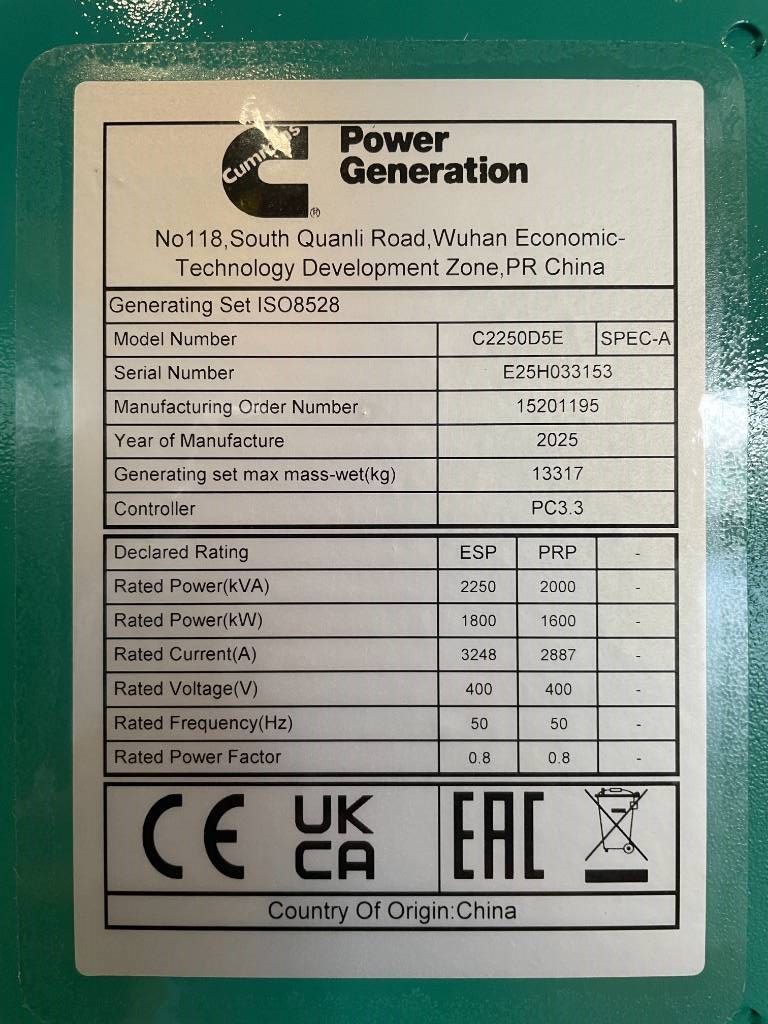 Cummins
Power
Generation
®
No118,South Quanli Road,Wuhan Economic-
Technology Development Zone,PR China
Generating Set ISO8528
Model Number C2250D5E SPEC-A
Serial Number E25H033153
Manufacturing Order Number 15201195
Year of Manufacture 2025
Generating set max mass-wet(kg) 13317
Controller PC3.3
Declared Rating ESP PRP -
Rated Power(kVA) 2250 2000 -
Rated Power(kW) 1800 1600 -
Rated Current(A) 3248 2887 -
Rated Voltage(V) 400 400 -
Rated Frequency(Hz) 50 50 -
Rated Power Factor 0.8 0.8 -
CE UK CA EAC
Country Of Origin:China